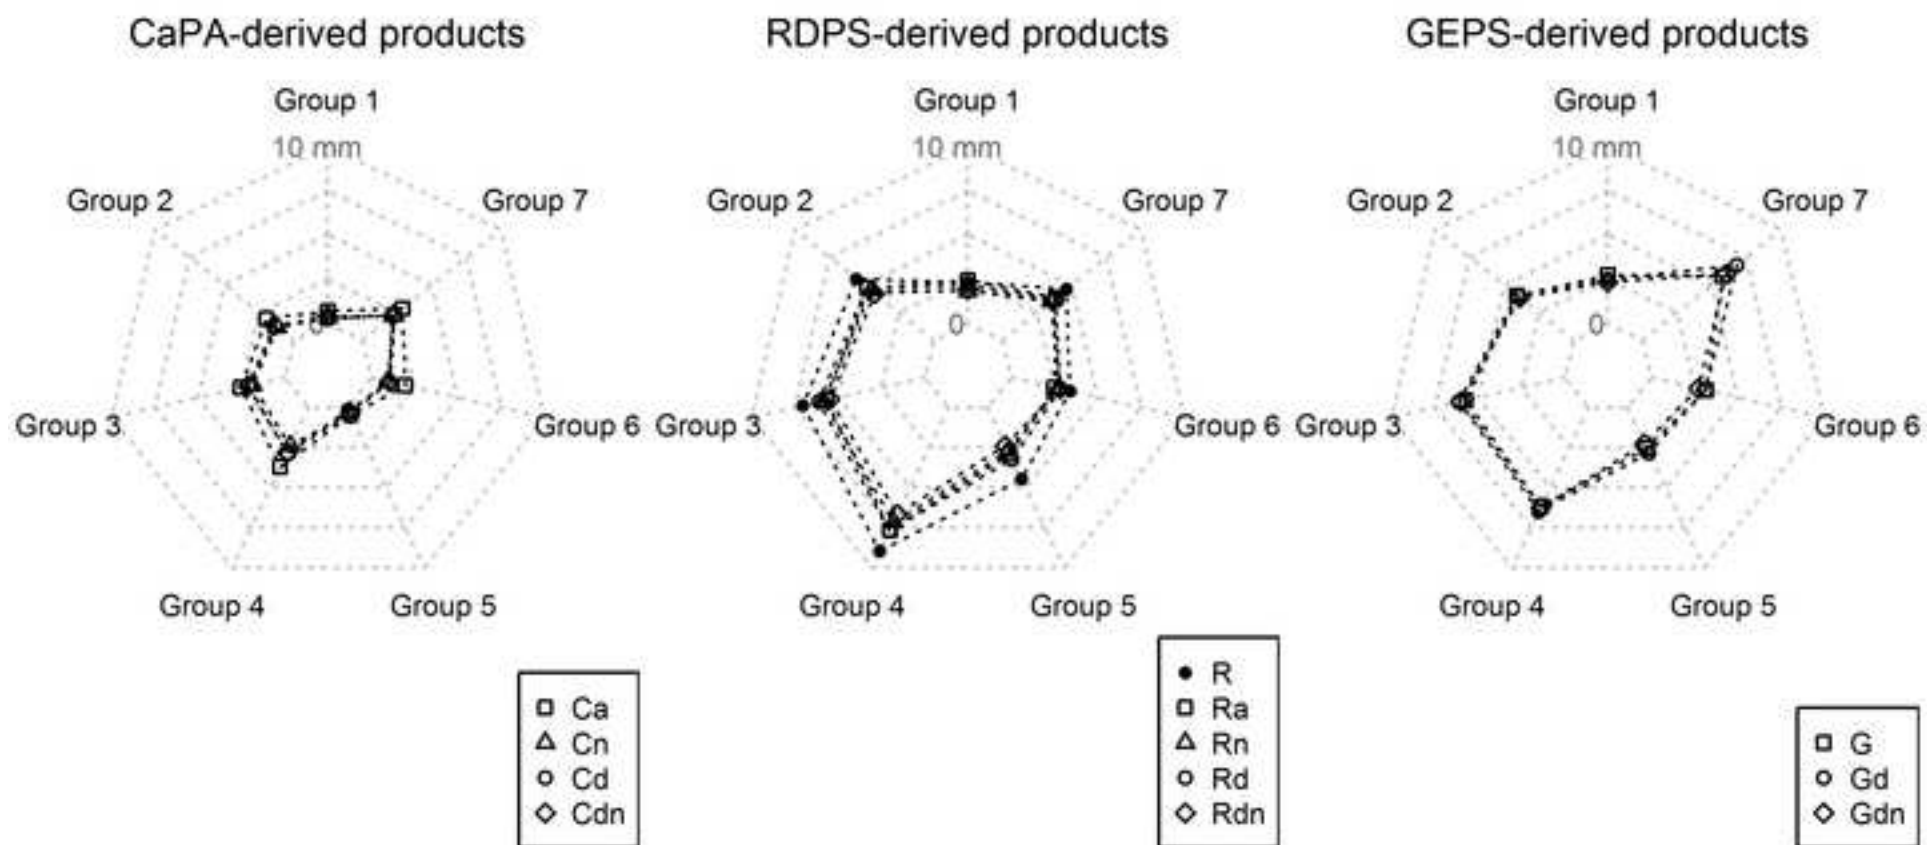 CaPA-derived products
RDPS-derived products
GEPS-derived products
Group 1
10 mm
Group 2
Group 7
0
Group 3
Group 6
Group 4
Group 5
Ca
Cn
Cd
Cdn
Group 1
10 mm
Group 2
Group 7
0
Group 3
Group 6
Group 4
Group 5
R
Ra
Rn
Rd
Rdn
Group 1
10 mm
Group 2
Group 7
0
Group 3
Group 6
Group 4
Group 5
G
Gd
Gdn